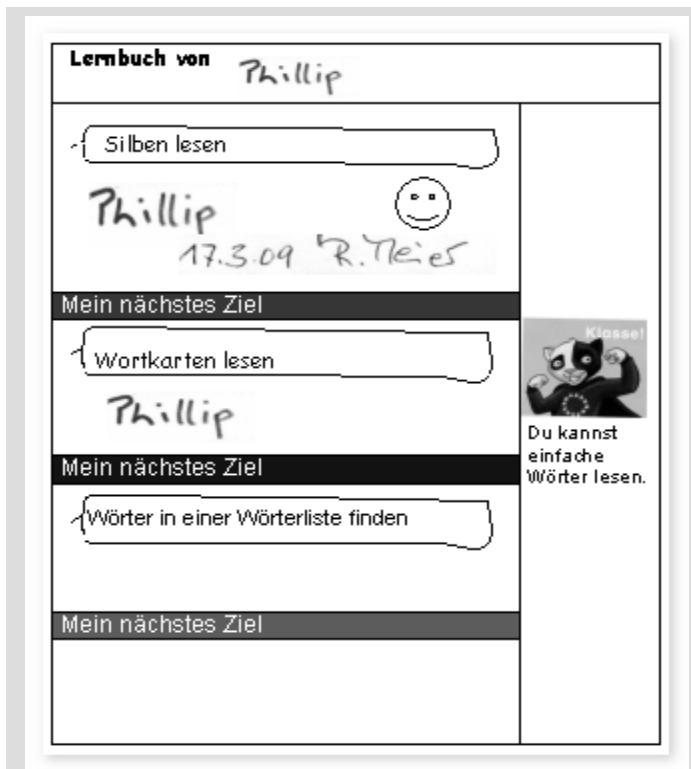 Lernbuch von Phillip
Silben lesen
Phillip
17.3.09 R. Meier
Mein nächstes Ziel
Wortkarten lesen
Phillip
Mein nächstes Ziel
Wörter in einer Wörterliste finden
Mein nächstes Ziel
Klasse!
Du kannst
einfache
Wörter lesen.